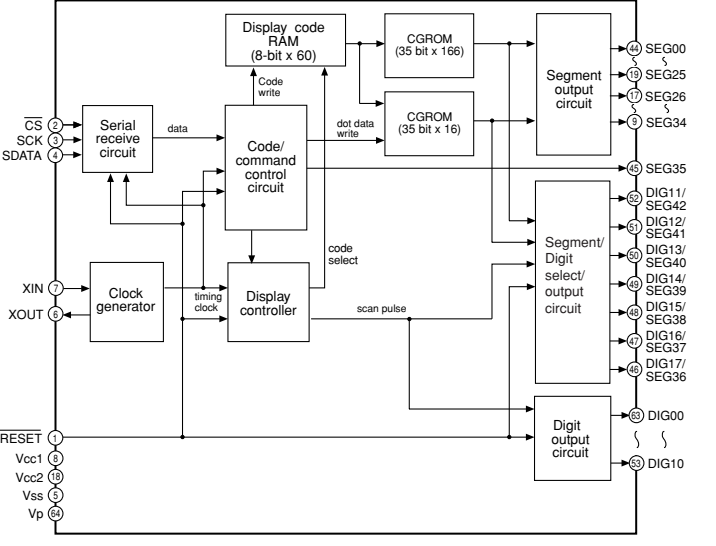 Display code
RAM
(8-bit x 60)
CGROM
(35 bit x 166)
Segment
output
circuit
44 SEG00
19 SEG25
17 SEG26
9 SEG34
Code
write
CGROM
(35 bit x 16)
CS 2
SCK 3
SDATA 4
Serial
receive
circuit
data
Code/
command
control
circuit
dot data
write
45 SEG35
Segment/
Digit
select/
output
circuit
52 DIG11/
SEG42
51 DIG12/
SEG41
50 DIG13/
SEG40
49 DIG14/
SEG39
48 DIG15/
SEG38
47 DIG16/
SEG37
46 DIG17/
SEG36
code
select
XIN 7
XOUT 6
Clock
generator
timing
clock
Display
controller
scan pulse
Digit
output
circuit
63 DIG00
53 DIG10
RESET 1
Vcc1 8
Vcc2 18
Vss 5
Vp 64